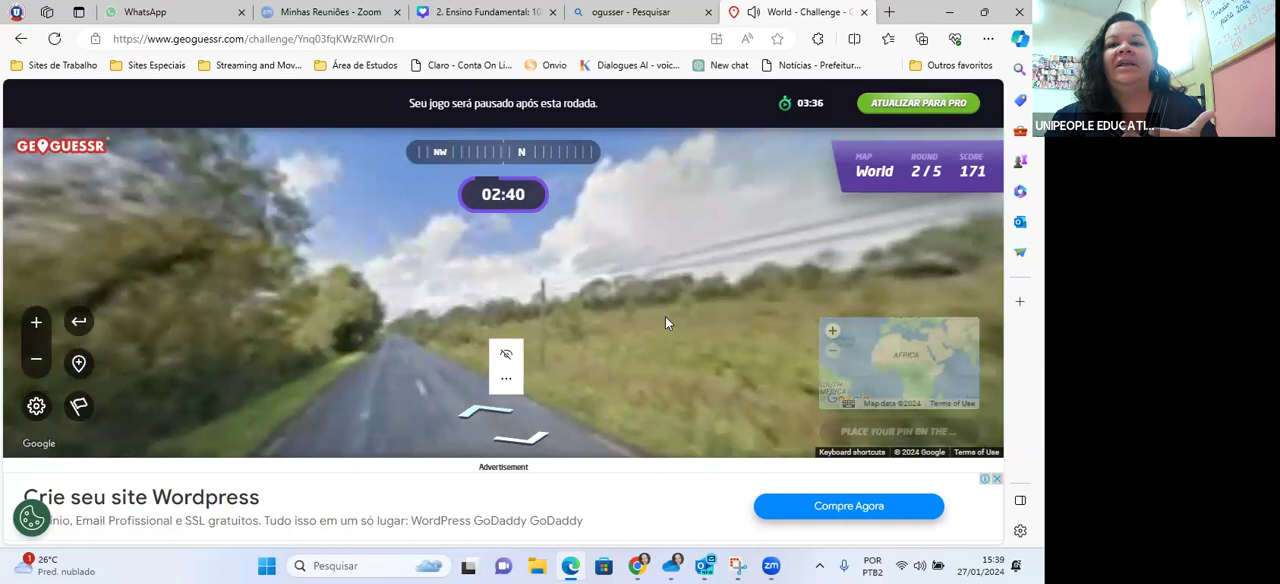 WhatsApp
Minhas Reuniões - Zoom
2. Ensino Fundamental: 10
ogusser - Pesquisar
World - Challenge - G
https://www.geoguessr.com/challenge/Ynq03fqKWzRWIrOn
Sites de Trabalho
Sites Especiais
Streaming and Mov...
Área de Estudos
Claro - Conta On Li...
Onvio
Dialogues AI - voic...
New chat
Notícias - Prefeitur...
Outros favoritos
Seu jogo será pausado após esta rodada.
03:36
ATUALIZAR PARA PRO
GEOGUESSR
NW
N
02:40
MAP
World
ROUND
2 / 5
SCORE
171
AFRICA
SOUTH
AMERICA
Google
Map data ©2024
Terms of Use
PLACE YOUR PIN ON THE ...
Google
Keyboard shortcuts
© 2024 Google
Terms of Use
Advertisement
Crie seu site Wordpress
Email Profissional e SSL gratuitos. Tudo isso em um só lugar: WordPress GoDaddy GoDaddy
Compre Agora
UNIPEOPLE EDUCATI...
1
26°C
Pred. nublado
Pesquisar
zm
POR
PTB2
15:39
27/01/2024